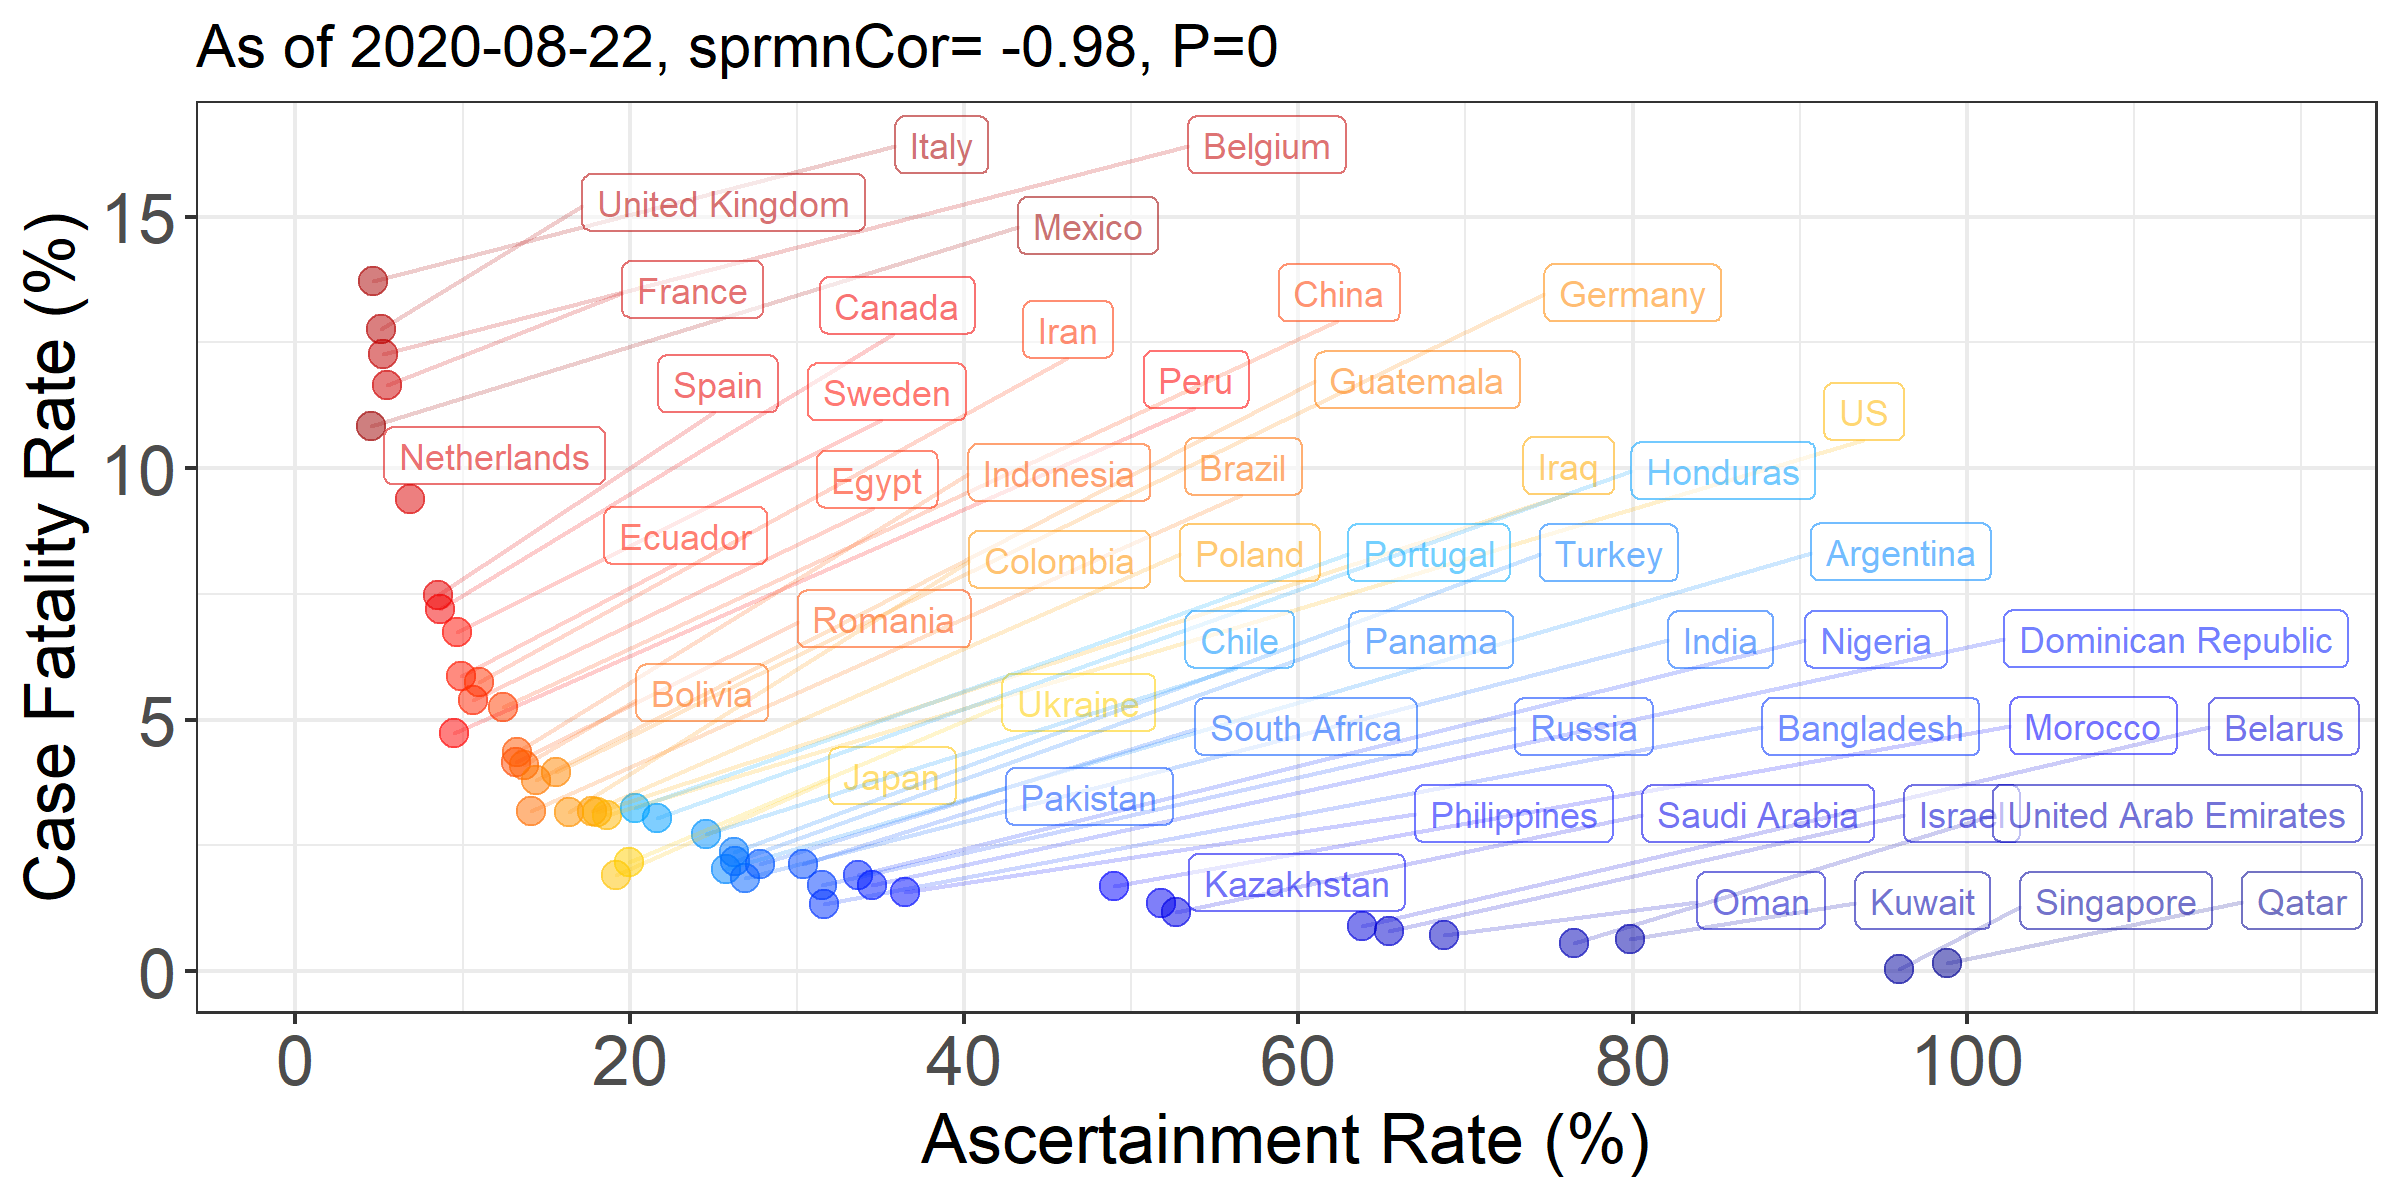 As of 2020-08-22, sprmnCor= -0.98, P=0
Case Fatality Rate (%)
15
10
5
0
Italy
Belgium
United Kingdom
Mexico
France
Canada
Iran
China
Germany
Spain
Sweden
Peru
Guatemala
US
Netherlands
Egypt
Indonesia
Brazil
Iraq
Honduras
Ecuador
Colombia
Poland
Portugal
Turkey
Argentina
Romania
Chile
Panama
India
Nigeria
Dominican Republic
Bolivia
Ukraine
South Africa
Russia
Bangladesh
Morocco
Belarus
Japan
Pakistan
Philippines
Saudi Arabia
Israel
United Arab Emirates
Kazakhstan
Oman
Kuwait
Singapore
Qatar
0 20 40 60 80 100
Ascertainment Rate (%)